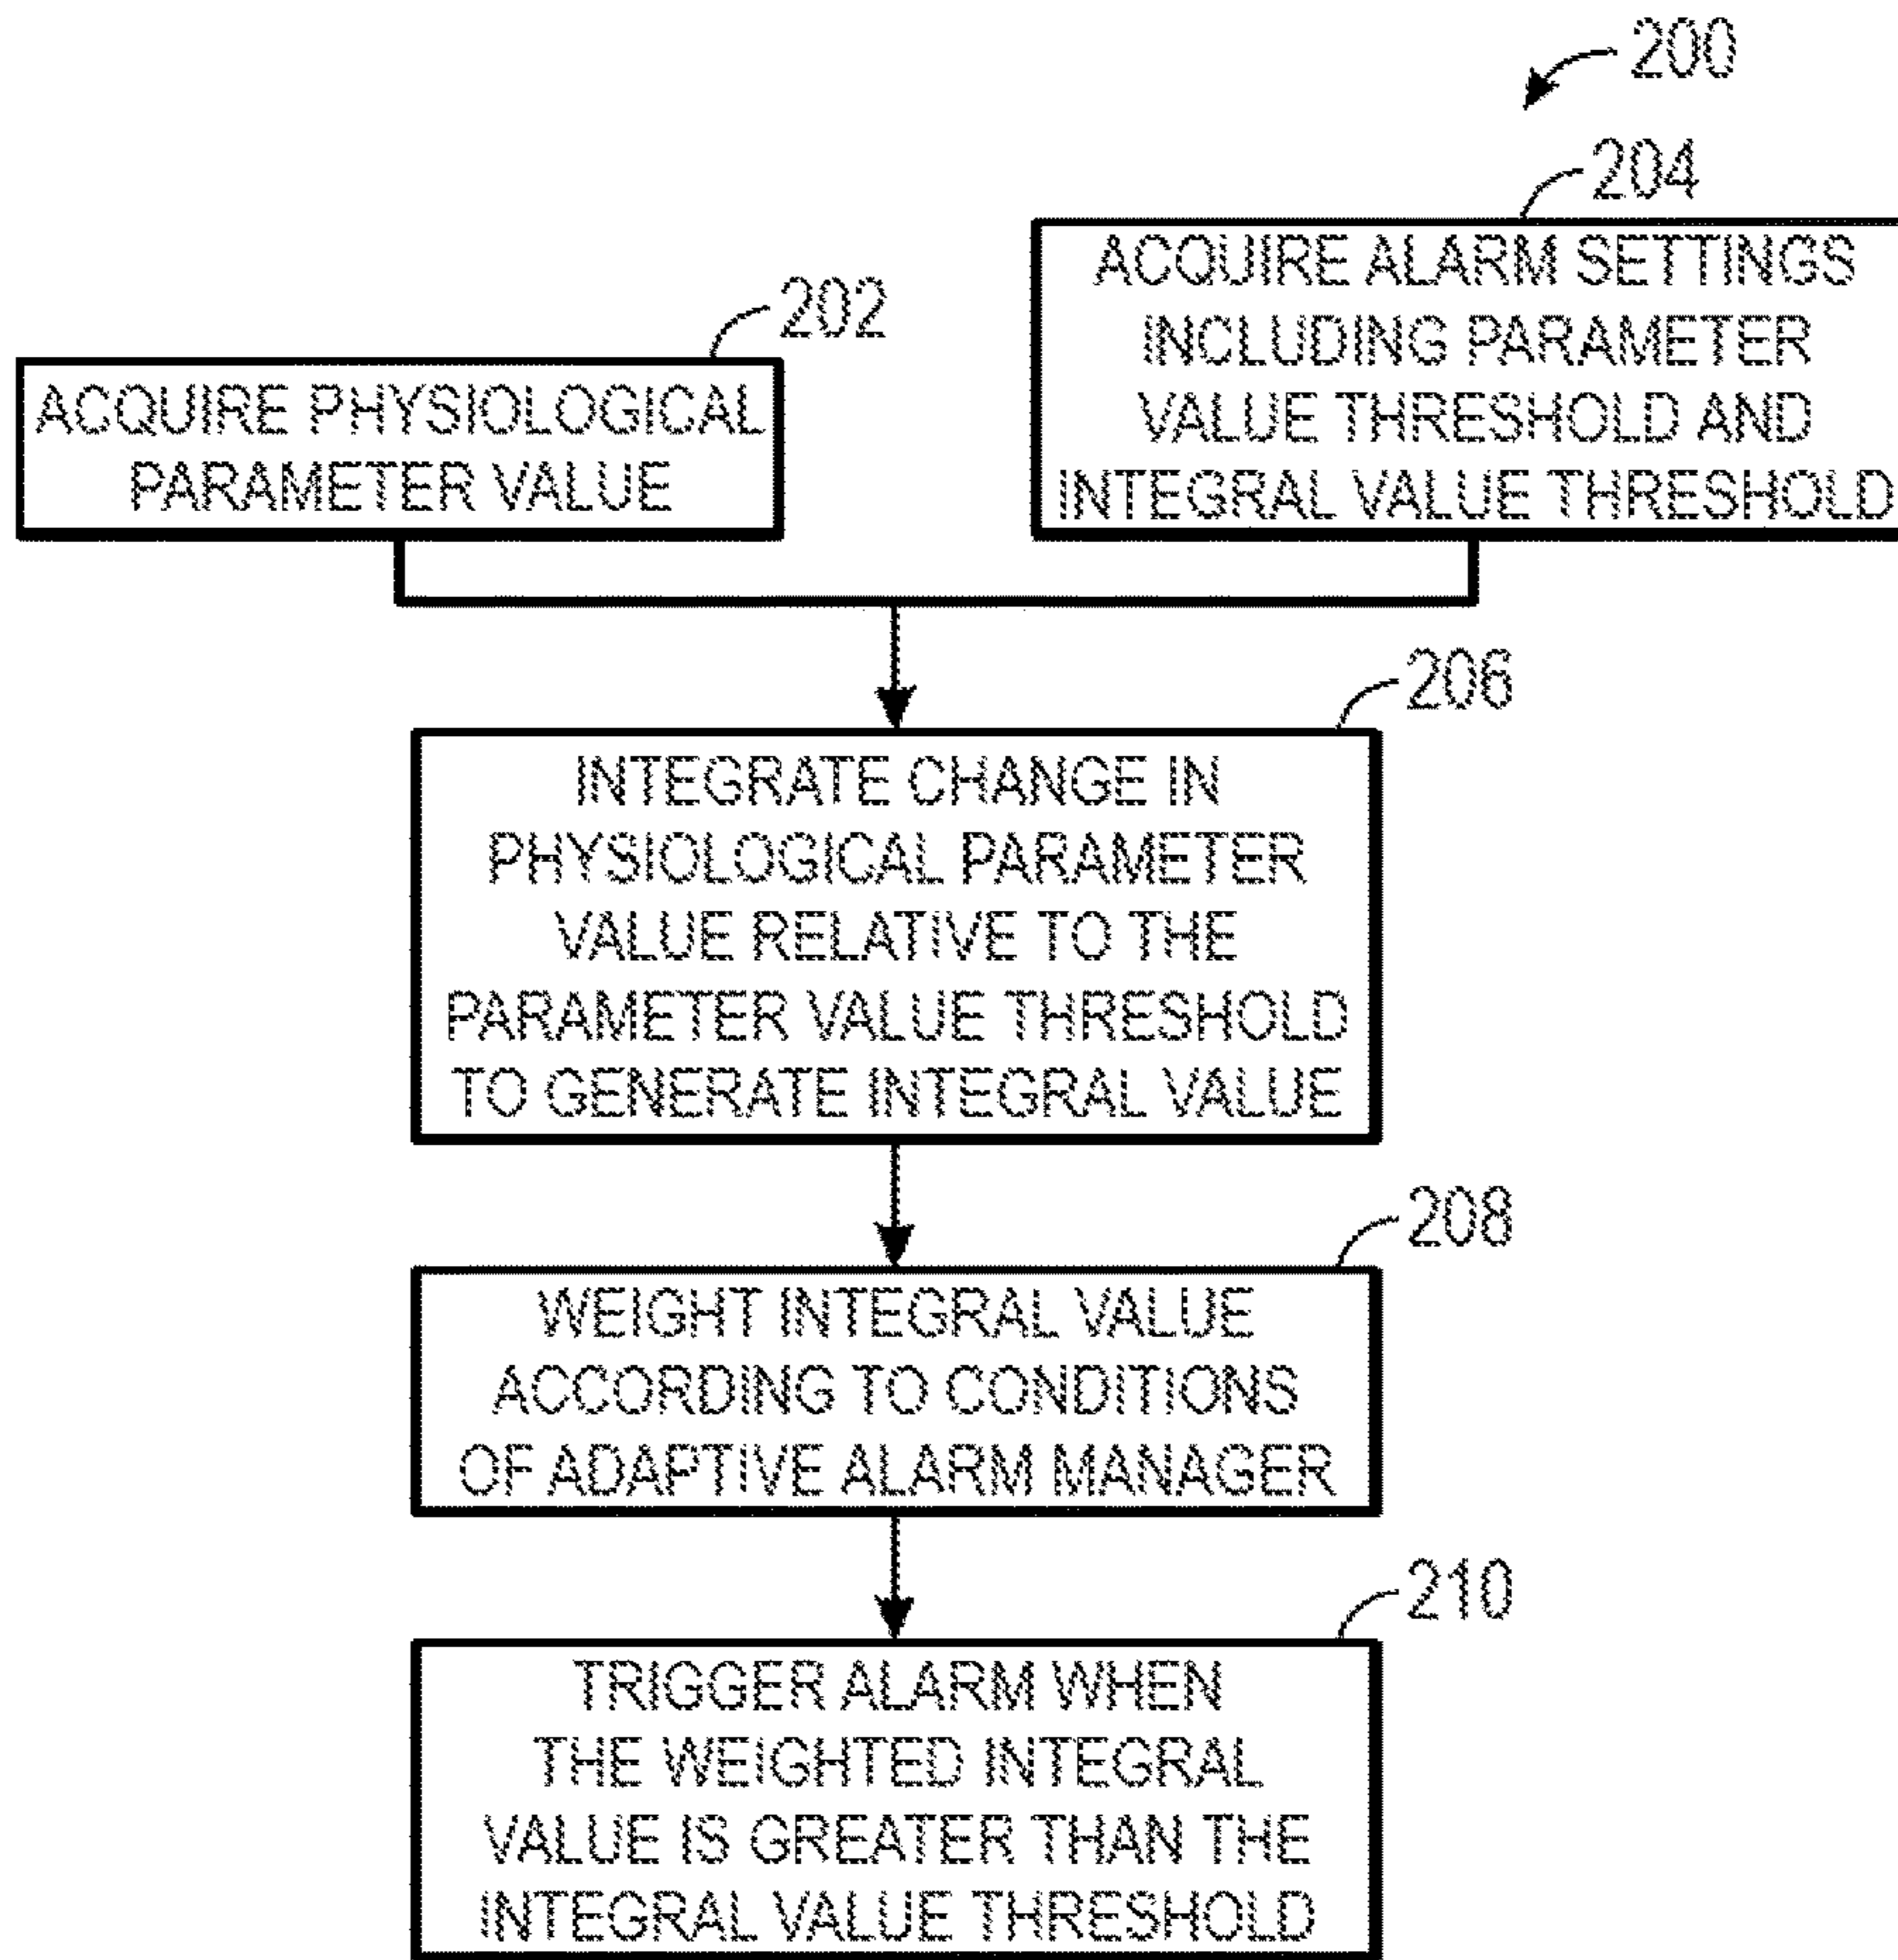 200
204
ACQUIRE ALARM SETTINGS
INCLUDING PARAMETER
VALUE THRESHOLD AND
INTEGRAL VALUE THRESHOLD
202
ACQUIRE PHYSIOLOGICAL
PARAMETER VALUE
206
INTEGRATE CHANGE IN
PHYSIOLOGICAL PARAMETER
VALUE RELATIVE TO THE
PARAMETER VALUE THRESHOLD
TO GENERATE INTEGRAL VALUE
208
WEIGHT INTEGRAL VALUE
ACCORDING TO CONDITIONS
OF ADAPTIVE ALARM MANAGER
210
TRIGGER ALARM WHEN
THE WEIGHTED INTEGRAL
VALUE IS GREATER THAN THE
INTEGRAL VALUE THRESHOLD